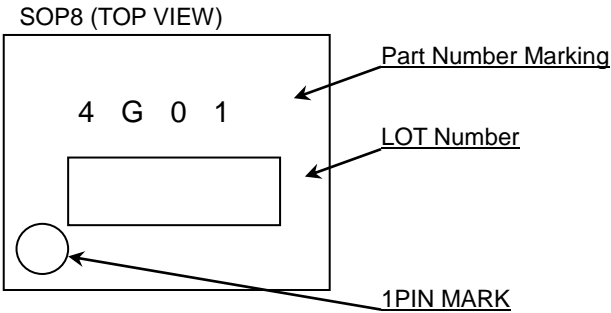 SOP8 (TOP VIEW)
Part Number Marking
4 G 0 1
LOT Number
1PIN MARK